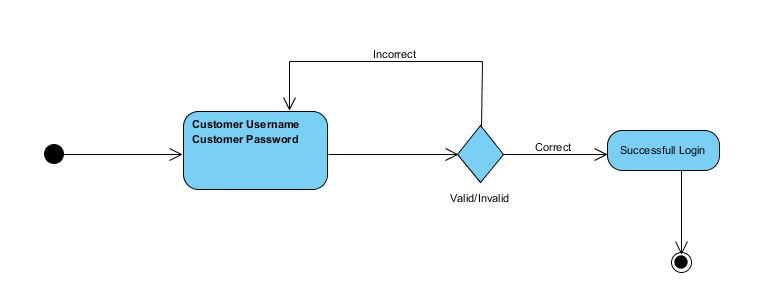 Incorrect
Customer Username
Customer Password
Correct
Successfull Login
Valid/Invalid